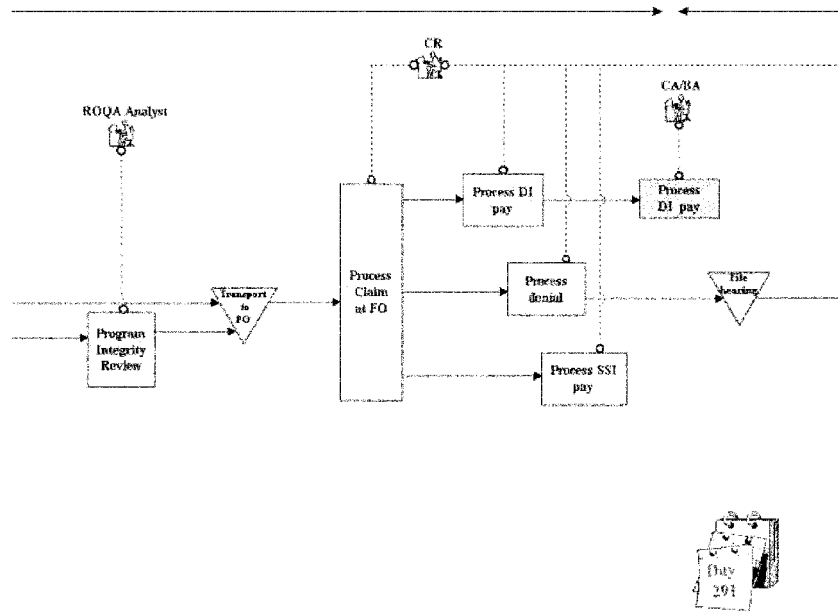 CR
CA/BA
ROQA Analyst
Process DI
pay
Process
DI pay
Transport
to
FO
Process
Claim
at FO
Process
denial
File
hearing
Program
Integrity
Review
Process SSI
pay
Day
291